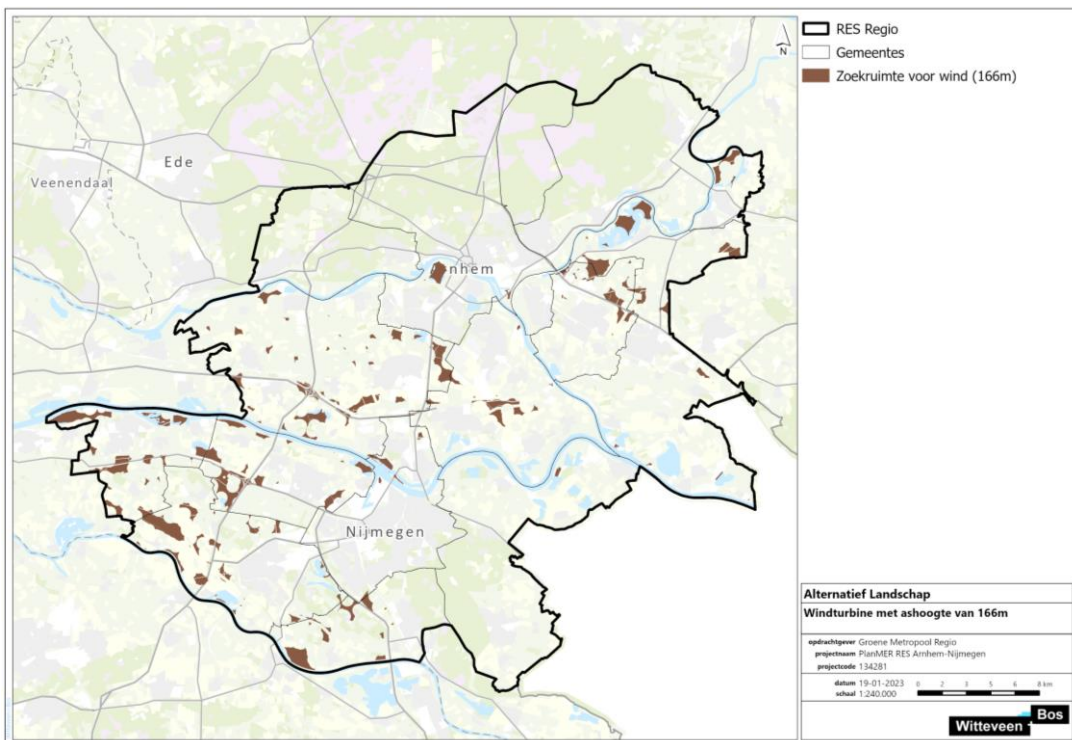 RES Regio
Gemeentes
Zoekruimte voor wind (166m)
N
Ede
Veenendaal
nhem
Nijmegen
Alternatief Landschap
Windturbine met ashoogte van 166m
opdrachtgever Groene Metropool Regio
projectnaam PlanMER RES Arnhem-Nijmegen
projectcode 134281
datum 19-01-2023
0 2 4 5 6 8 km
schaal 1:240.000
Witteveen + Bos